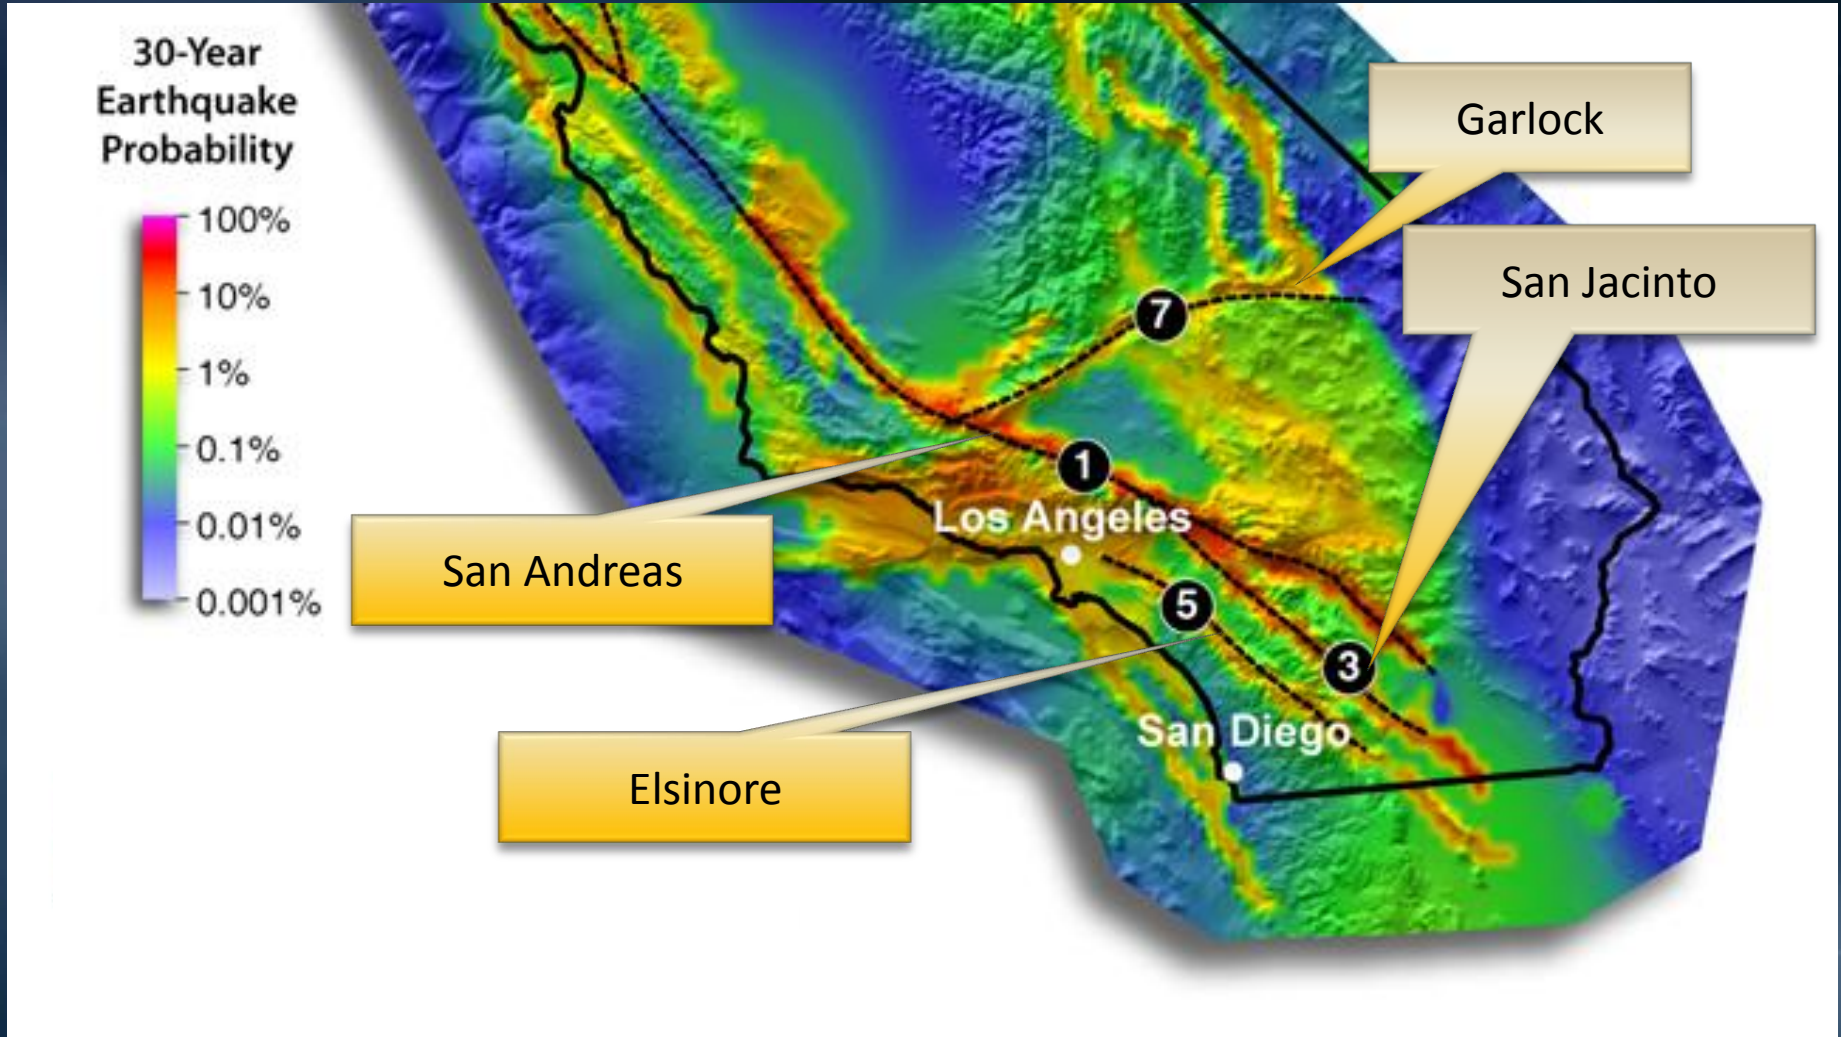 30-Year
Earthquake
Probability
100%
10%
1%
0.1%
0.01%
0.001%
Garlock
San Jacinto
7
1
Los Angeles
San Andreas
5
3
San Diego
Elsinore